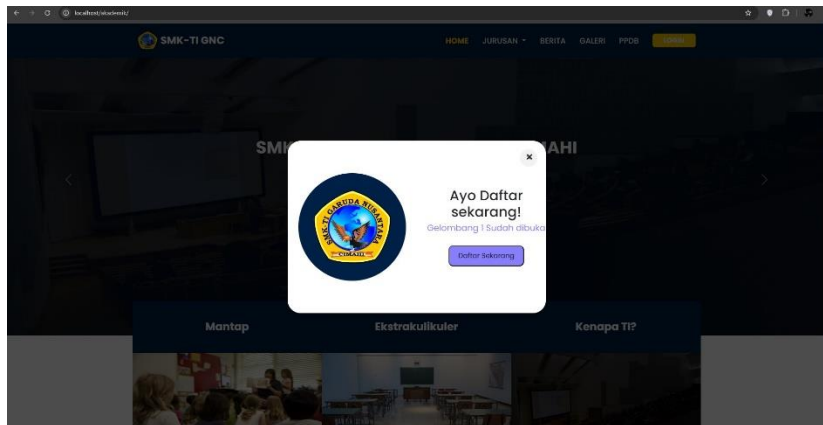 localhost/akademik/
SMK-TI GNC
HOME JURUSAN BERITA GALERI PPDB LOGIN
SM AHI
×
SMK-TI GARUDA NUSANTARA
CIMAHI
Ayo Daftar
sekarang!
Gelombang 1 Sudah dibuka
Daftar Sekarang
Mantap Ekstrakulikuler Kenapa TI?